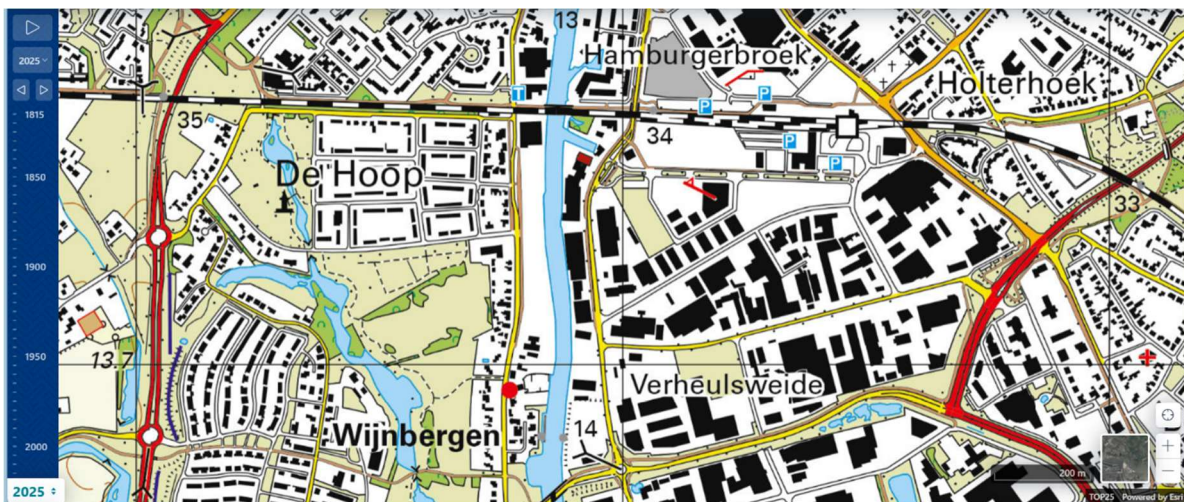 2025
1815
1850
1900
1950
2000
2025
13
Hamburgerbroek
Holterhoek
T
P
P
P
P
35
34
De Hoop
33
13.7
Verheulsweide
Wijnbergen
14
200 m
TOP25 Powered by Esri